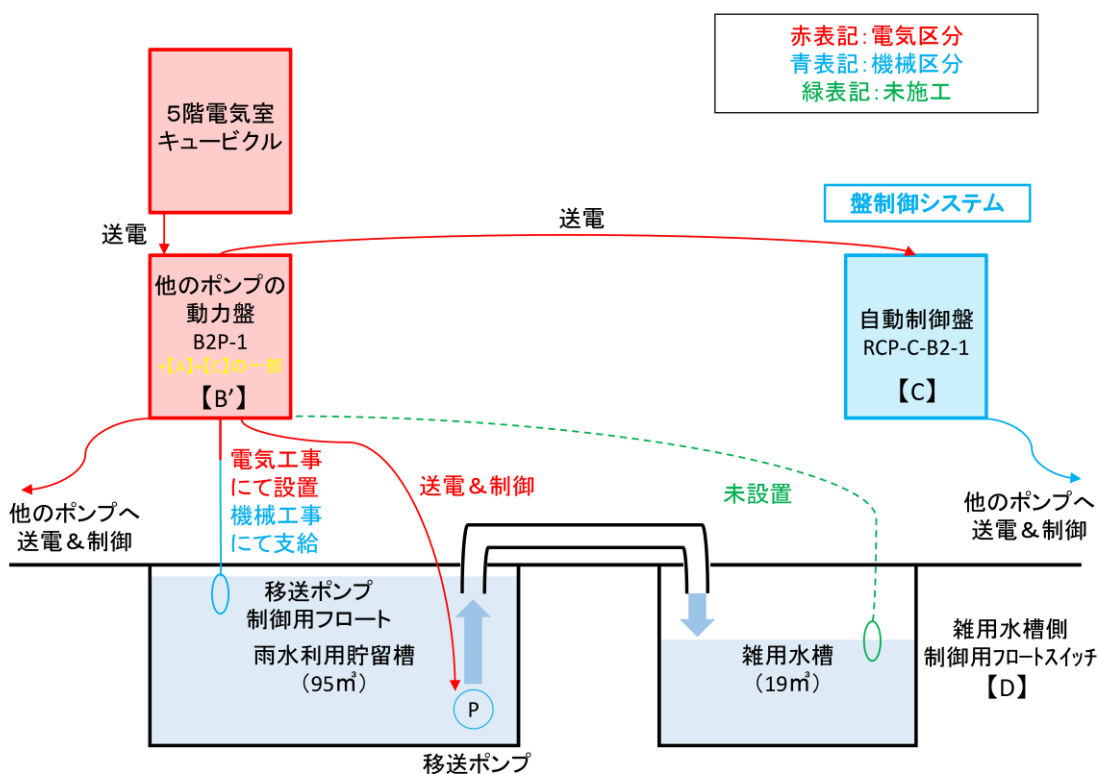 赤表記：電気区分
青表記：機械区分
緑表記：未施工
５階電気室
キュービクル
盤制御システム
送電
送電
他のポンプの
動力盤
B2P-1
+【A】+【C】の一部
【B’】
自動制御盤
RCP-C-B2-1
【C】
電気工事
にて設置
機械工事
にて支給
送電＆制御
未設置
他のポンプへ
送電＆制御
他のポンプへ
送電＆制御
移送ポンプ
制御用フロート
雨水利用貯留槽
（95㎥）
P
移送ポンプ
雑用水槽
（19㎥）
雑用水槽側
制御用フロートスイッチ
【D】